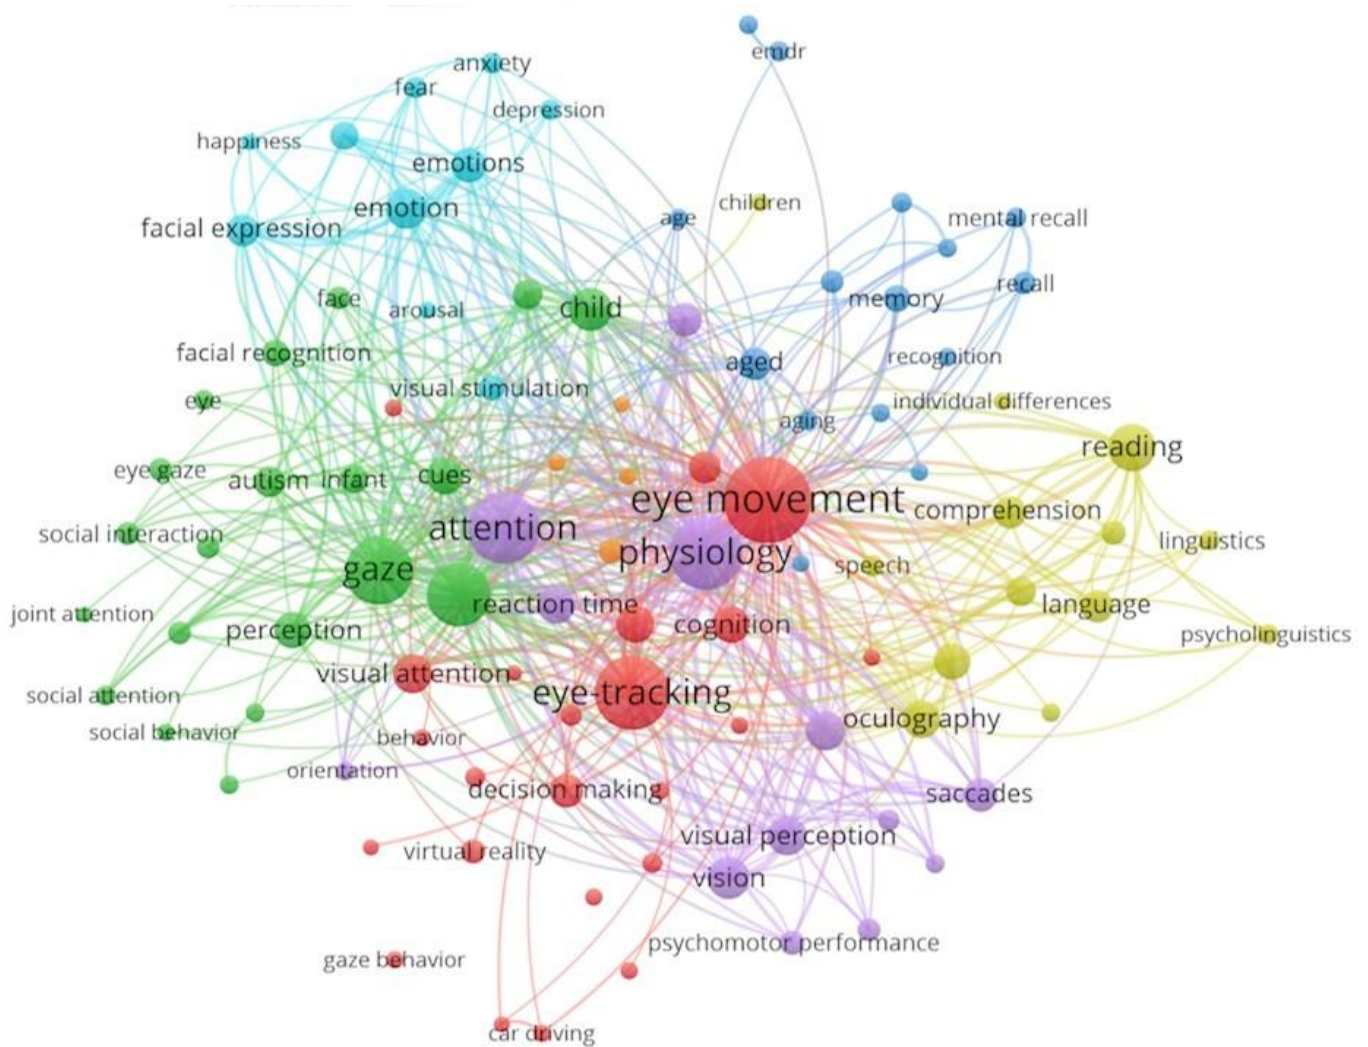 emdr
anxiety
fear
depression
happiness
emotions
children
emotion
age
mental recall
facial expression
recall
face
arousal
child
memory
facial recognition
aged
recognition
visual stimulation
eye
aging
individual differences
reading
eye gaze
autism
infant
cues
eye movement
comprehension
attention
social interaction
physiology
linguistics
gaze
speech
reaction time
language
joint attention
perception
cognition
psycholinguistics
visual attention
eye-tracking
social attention
oculography
social behavior
behavior
orientation
decision making
saccades
visual perception
virtual reality
vision
psychomotor performance
gaze behavior
car driving